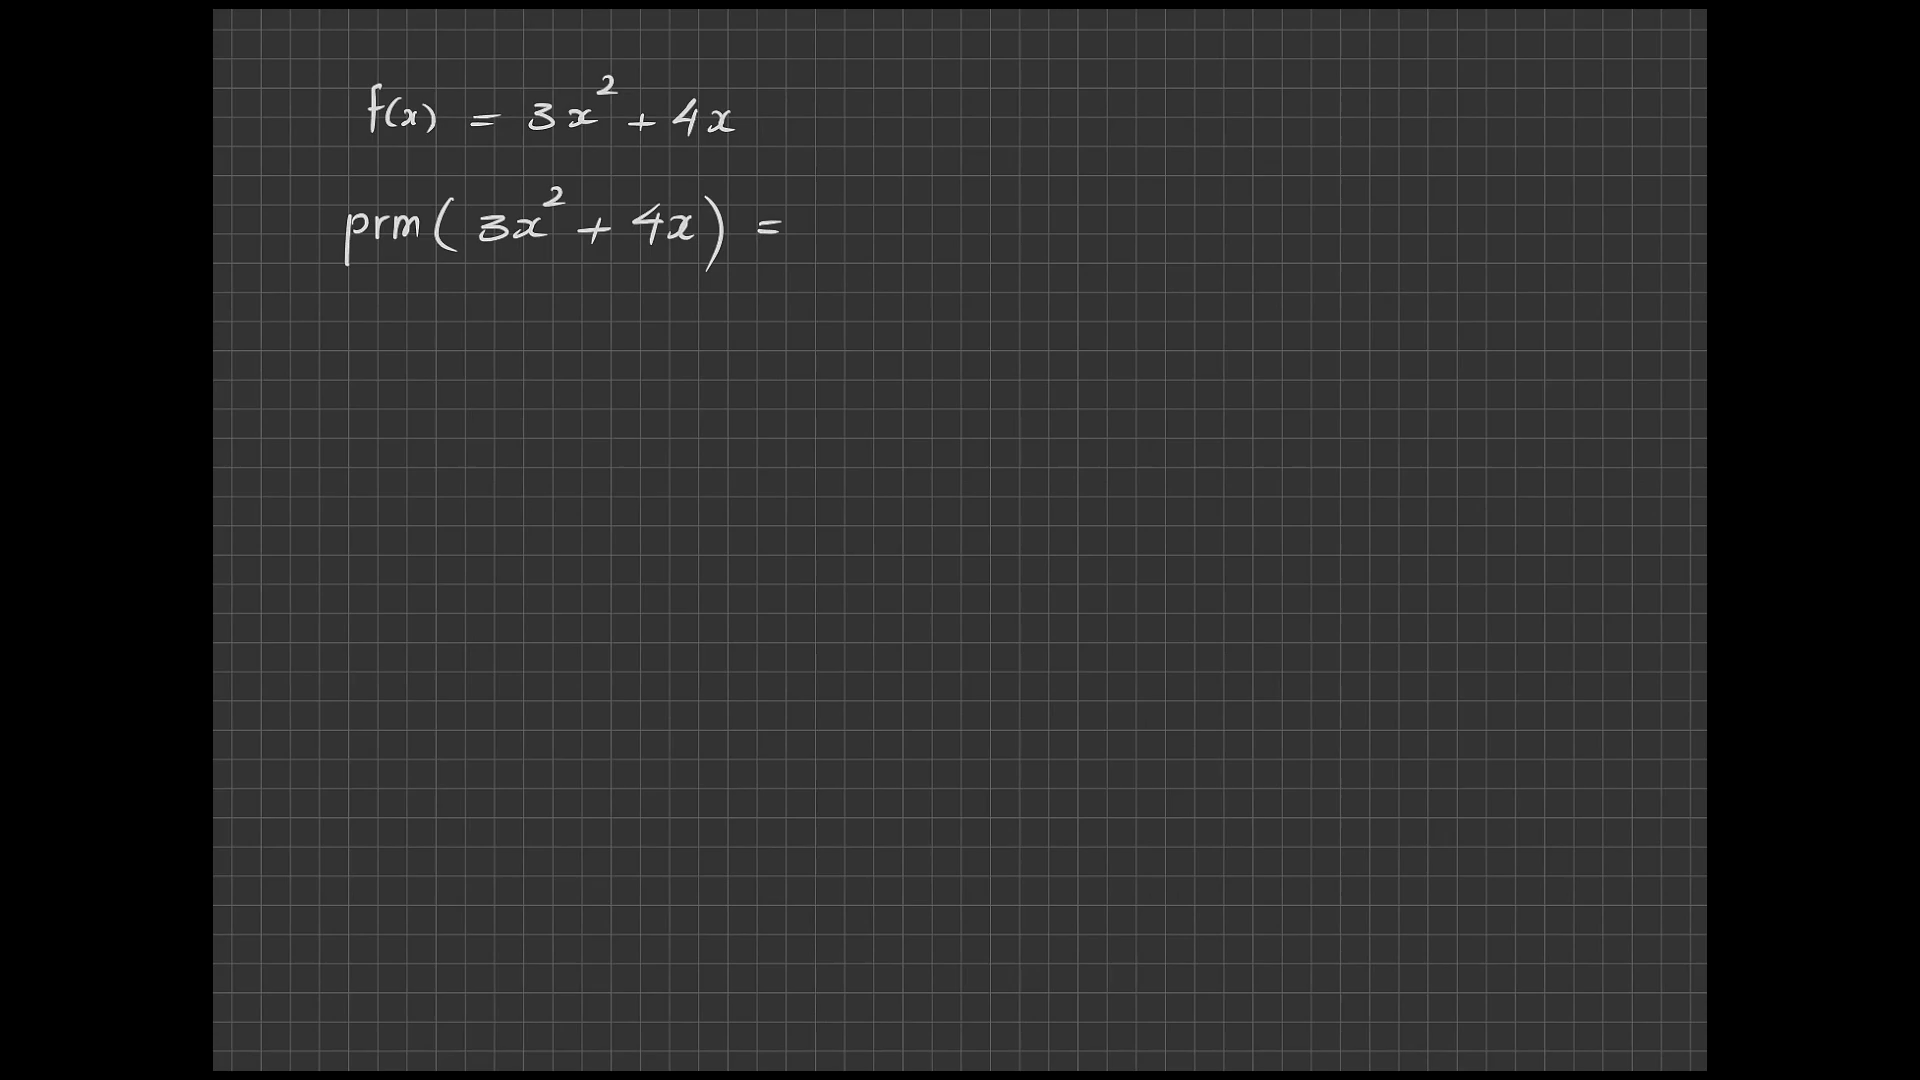 f(x) = 3x² + 4x
prm( 3x² + 4x ) =